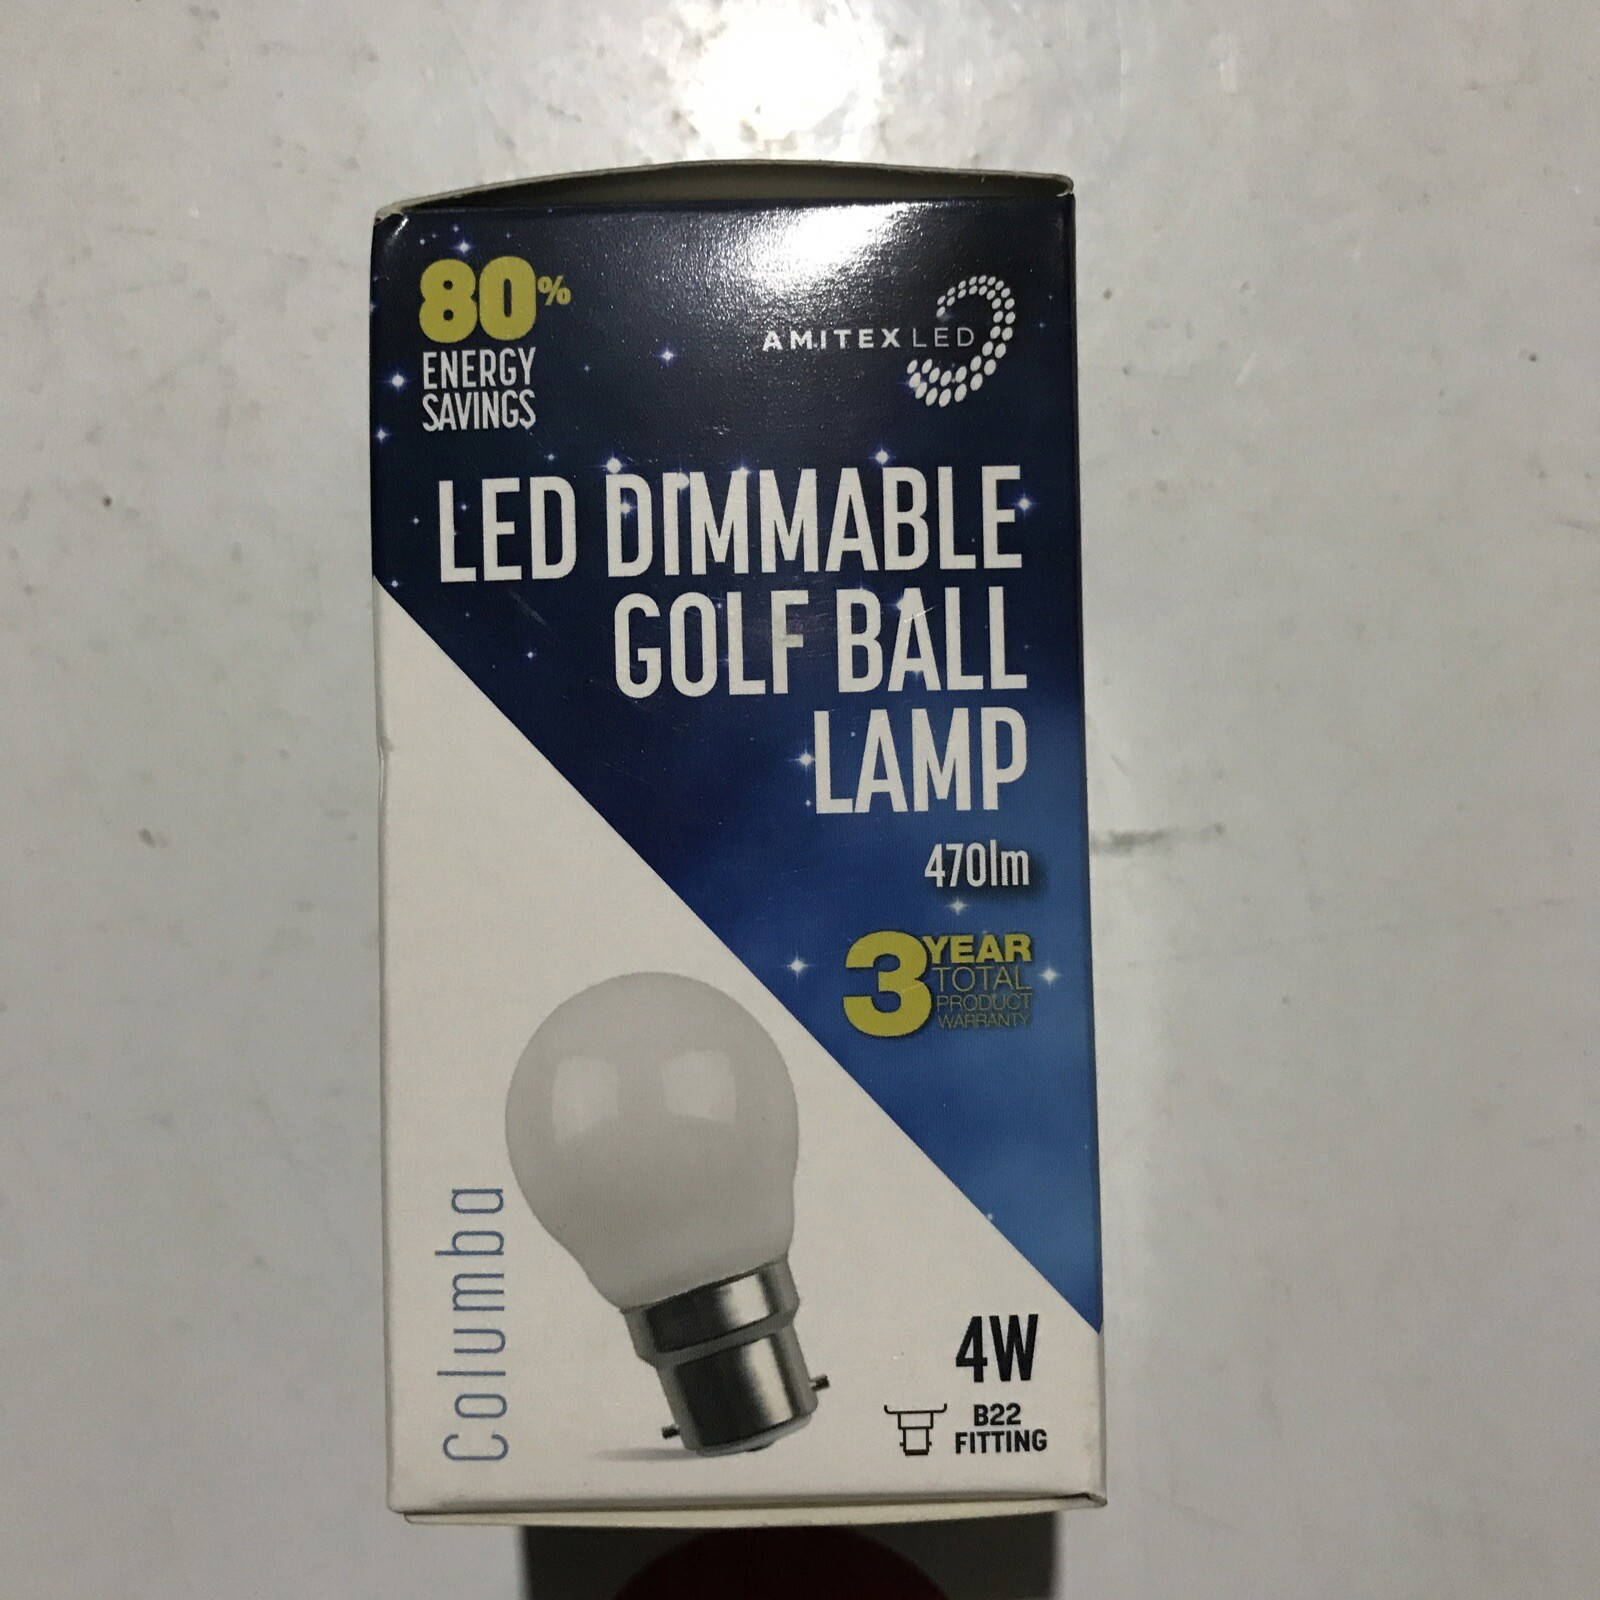 80%
ENERGY
SAVINGS
AMITEX LED
LED DIMMABLE
GOLF BALL
LAMP
470lm
3 YEAR
TOTAL
PRODUCT
WARRANTY
Columba
4W
B22
FITTING